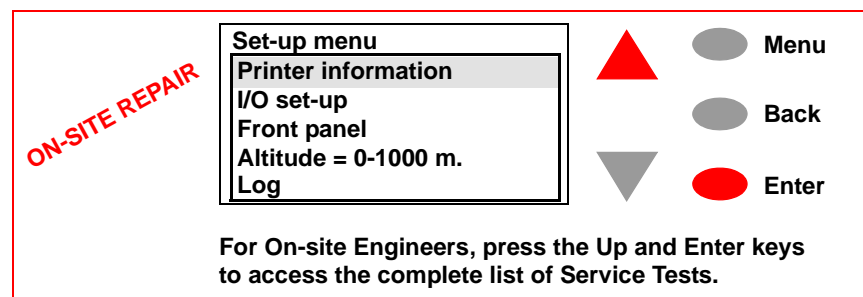 ON-SITE REPAIR
Set-up menu
Printer information
I/O set-up
Front panel
Altitude = 0-1000 m.
Log
Menu
Back
Enter
For On-site Engineers, press the Up and Enter keys
to access the complete list of Service Tests.